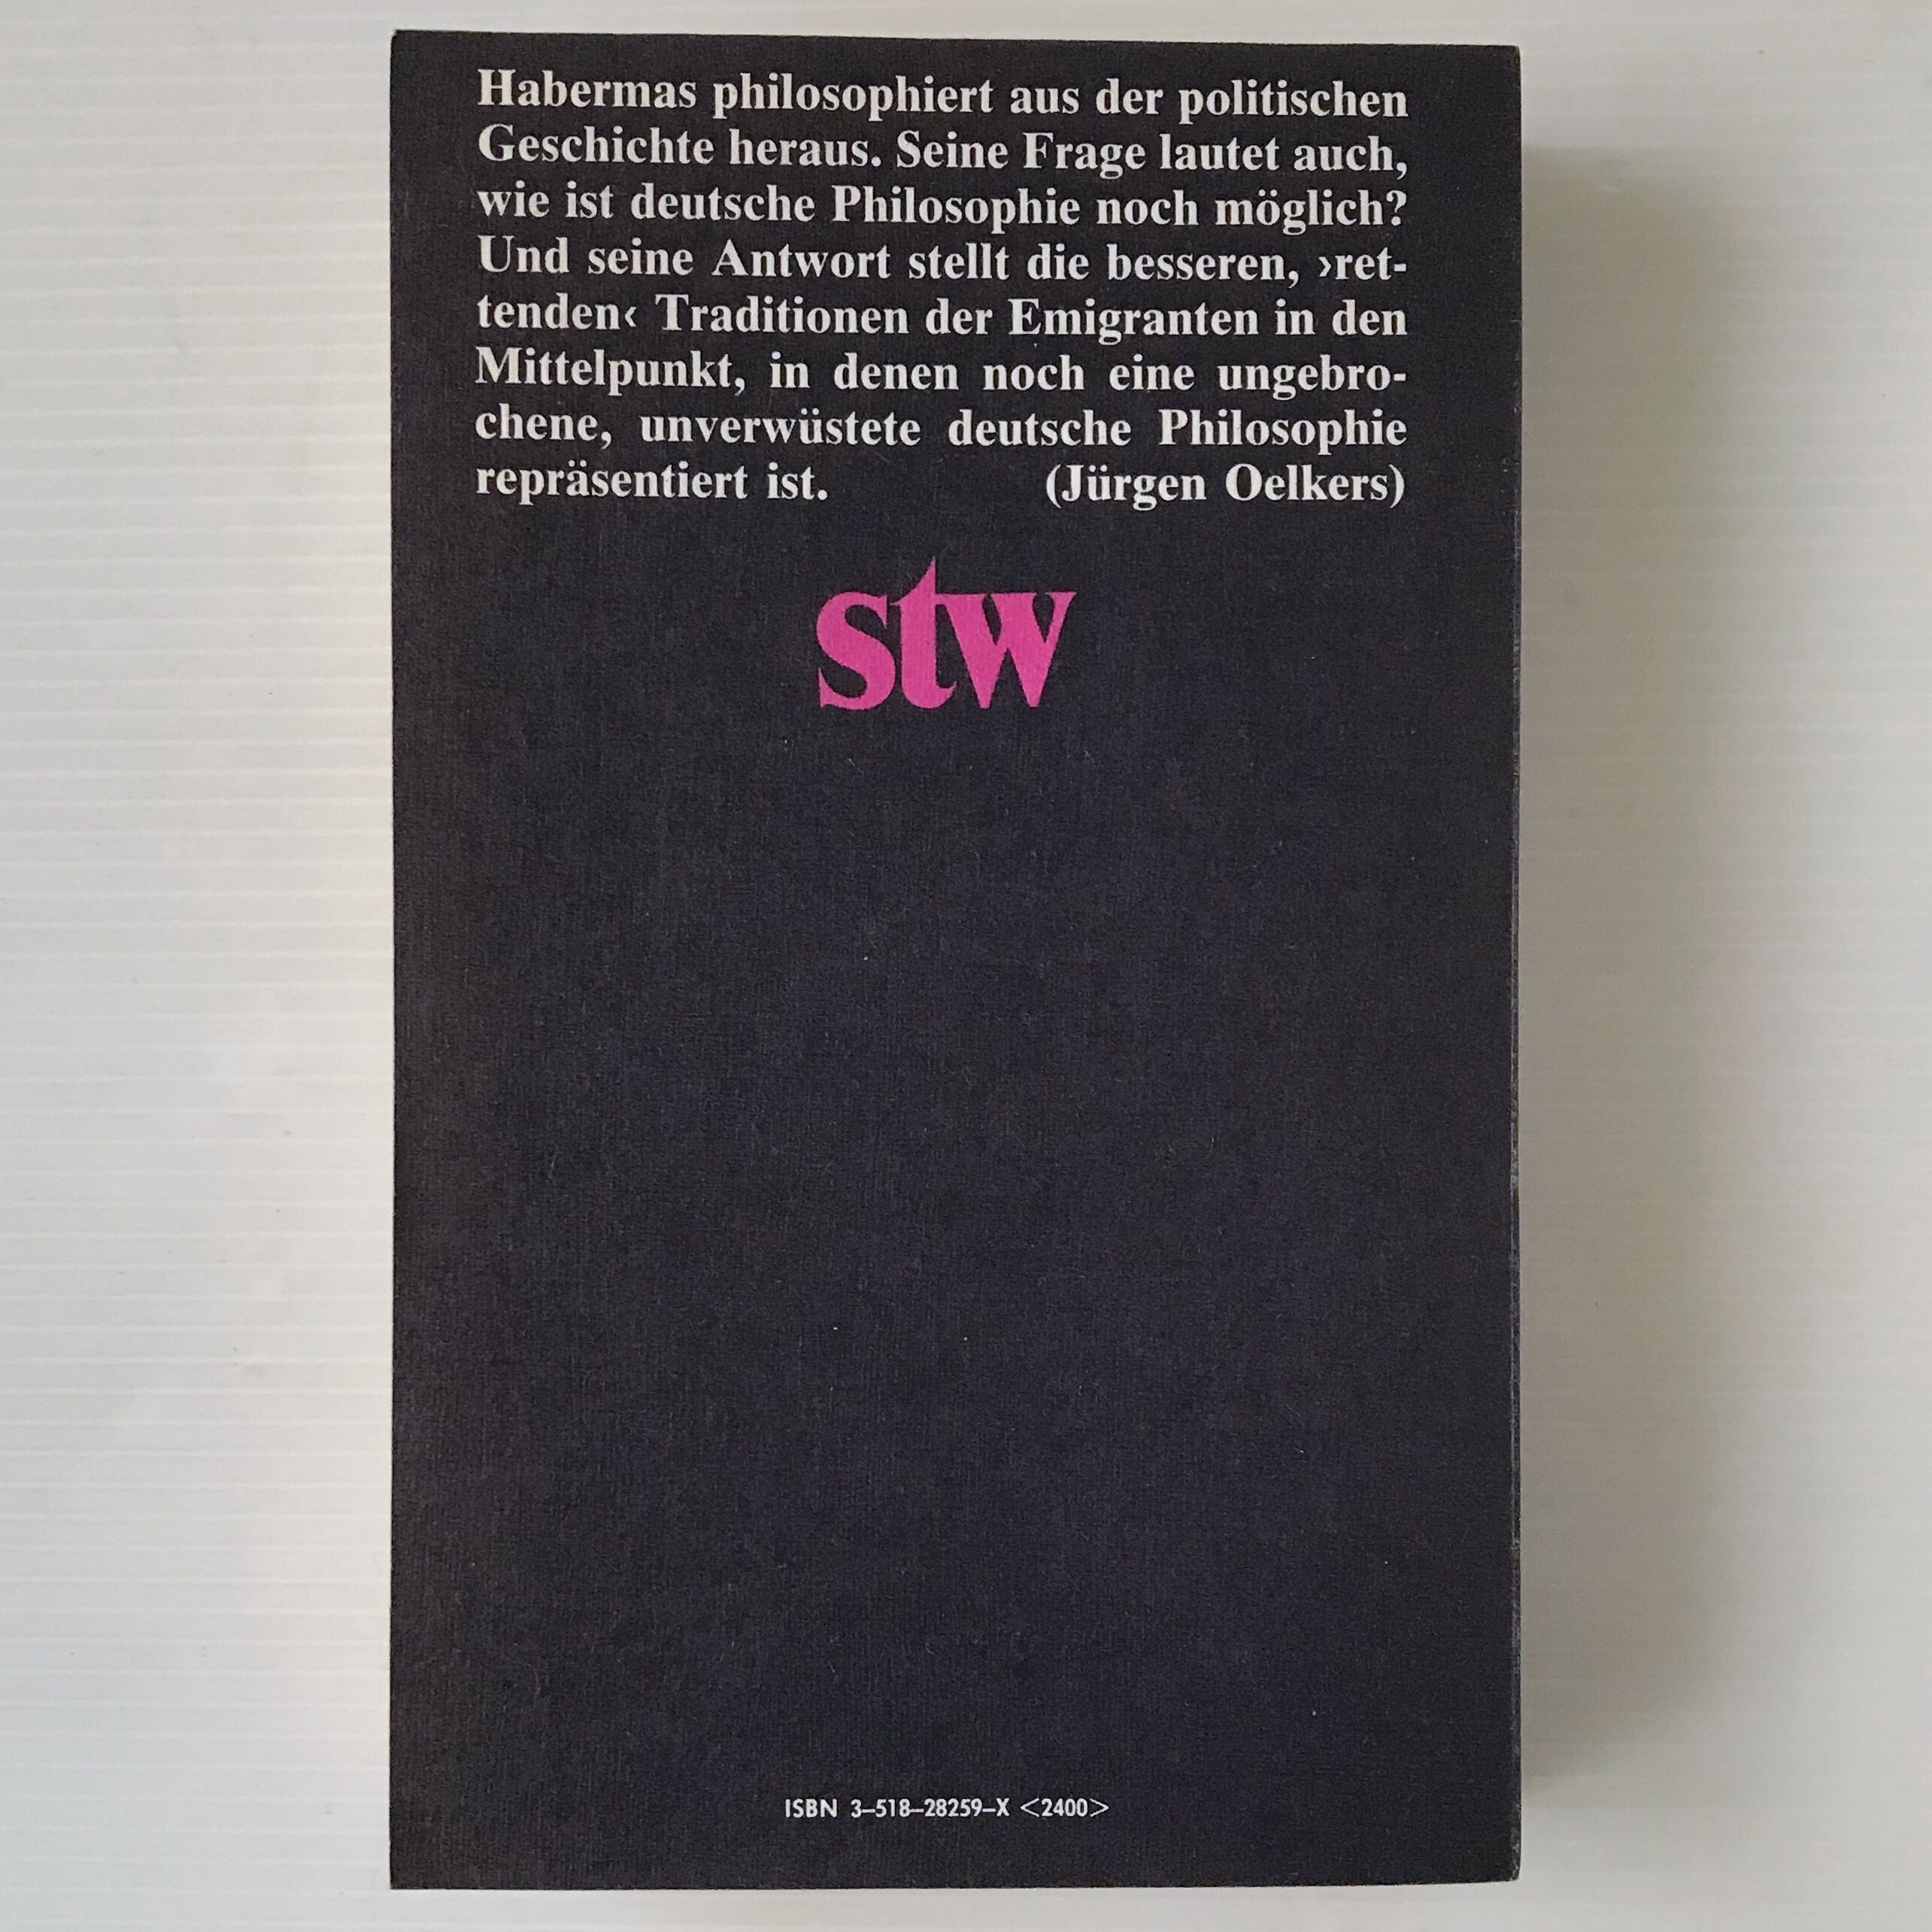 Habermas philosophiert aus der politischen
Geschichte heraus. Seine Frage lautet auch,
wie ist deutsche Philosophie noch möglich?
Und seine Antwort stellt die besseren, ›ret-
tenden‹ Traditionen der Emigranten in den
Mittelpunkt, in denen noch eine ungebro-
chene, unverwüstete deutsche Philosophie
repräsentiert ist. (Jürgen Oelkers)
stw
ISBN 3–518–28259–X <2400>